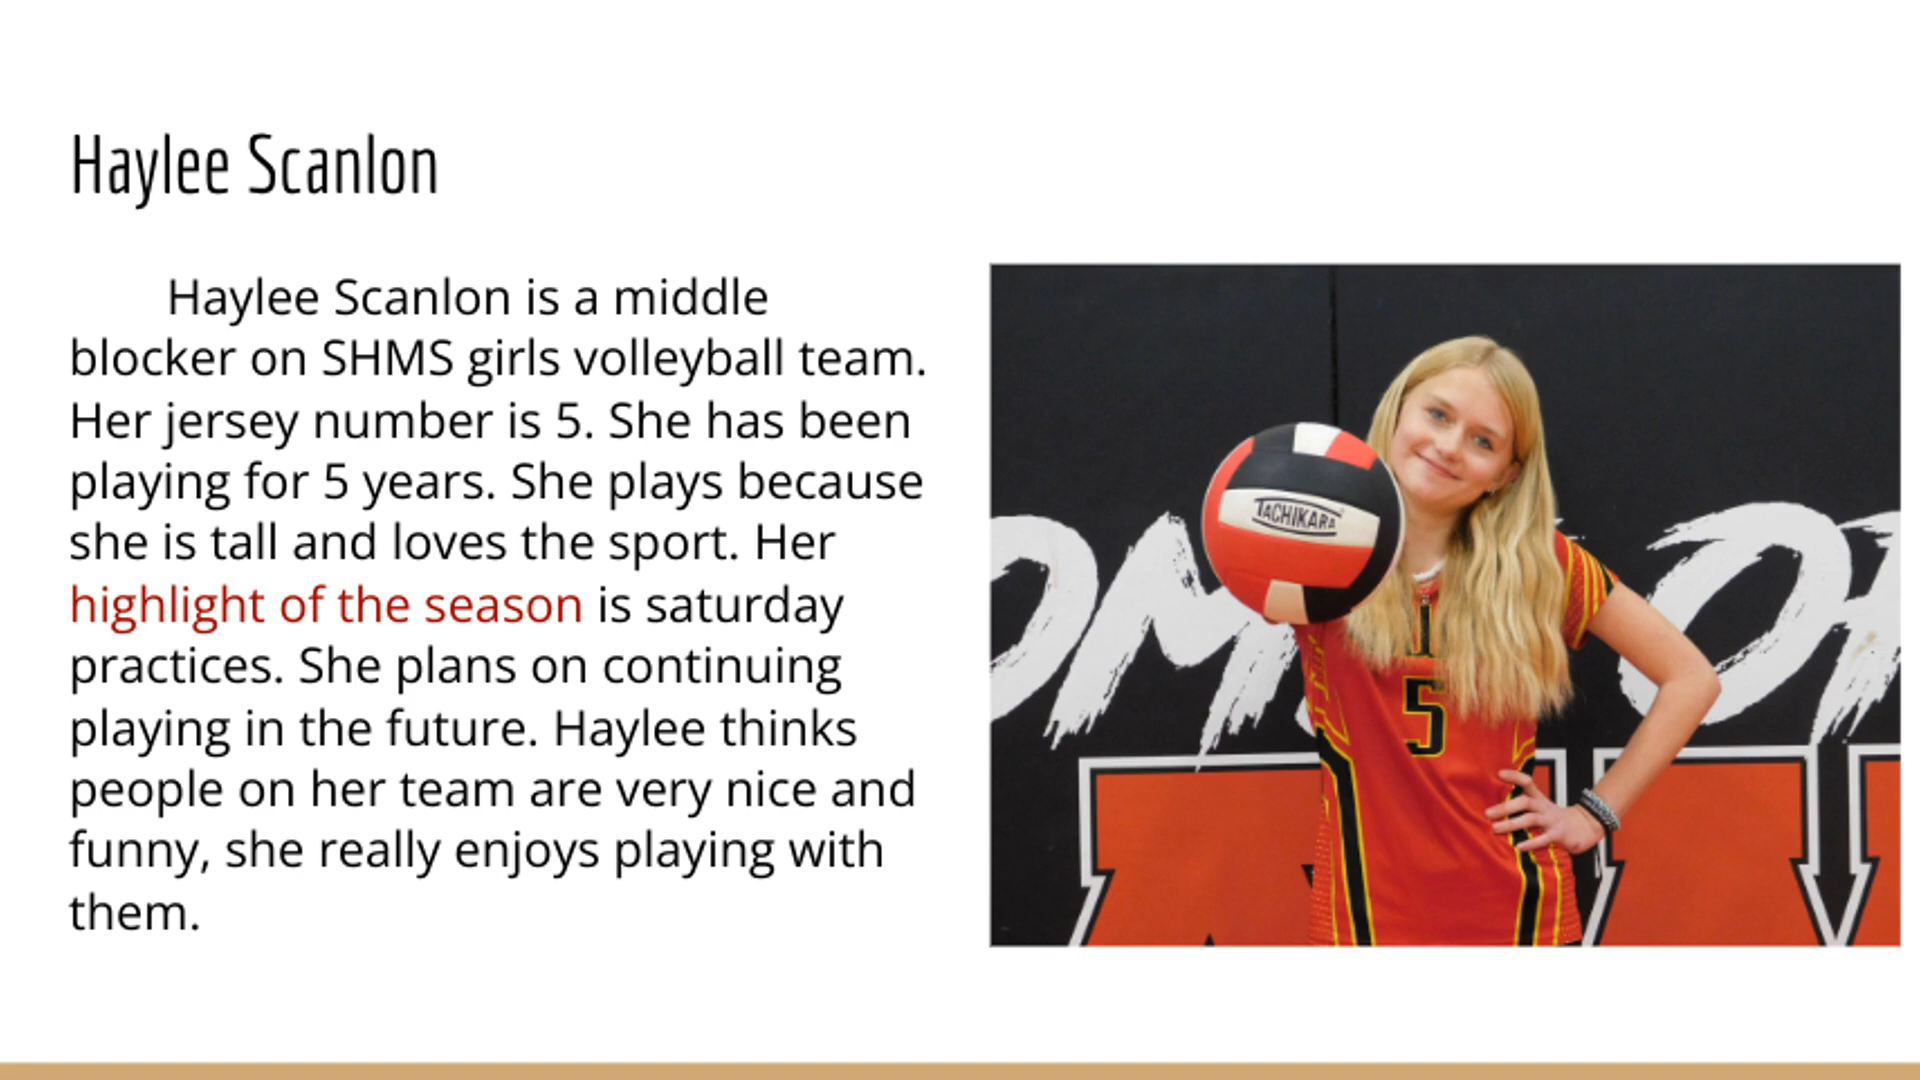 Haylee Scanlon
Haylee Scanlon is a middle
blocker on SHMS girls volleyball team.
Her jersey number is 5. She has been
playing for 5 years. She plays because
she is tall and loves the sport. Her
highlight of the season is saturday
practices. She plans on continuing
playing in the future. Haylee thinks
people on her team are very nice and
funny, she really enjoys playing with
them.
TACHIKARA
5